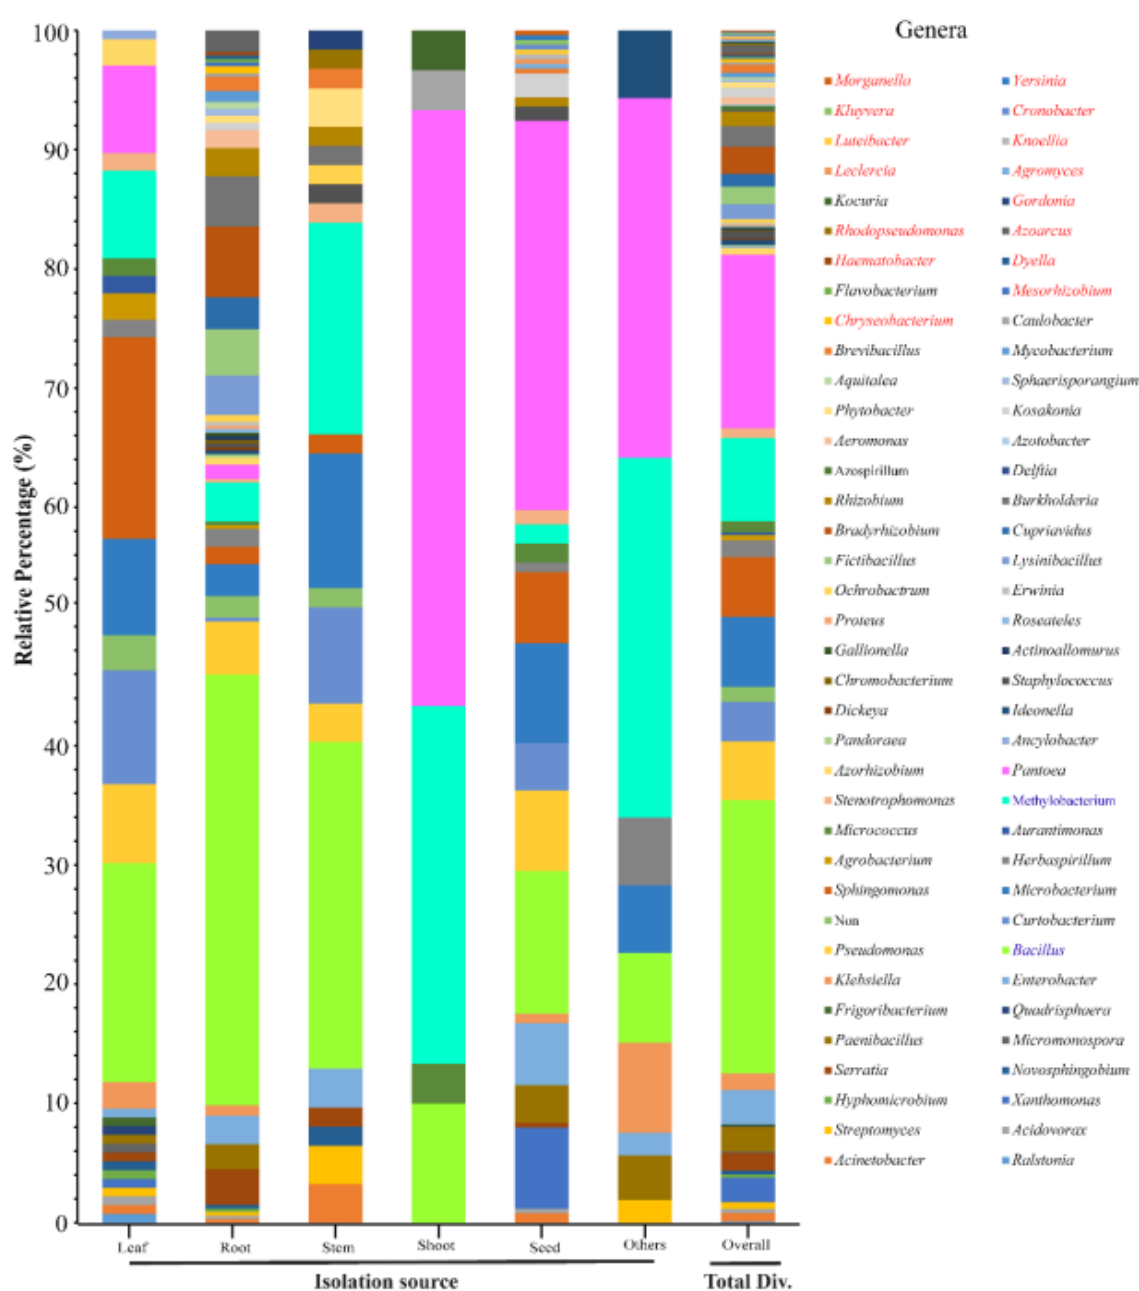 Genera
100
90
80
70
60
50
40
30
20
10
0
Relative Percentage (%)
Leaf
Root
Stem
Shoot
Seed
Others
Overall
Isolation source
Total Div.
Morganella Yersinia
Kluyvera Cronobacter
Luteibacter Knoellia
Leclercia Agromyces
Kocuria Gordonia
Rhodopseudomonas Azoarcus
Haematobacter Dyella
Flavobacterium Mesorhizobium
Chryseobacterium Caulobacter
Brevibacillus Mycobacterium
Aquitalea Sphaerisporangium
Phytobacter Kosakonia
Aeromonas Azotobacter
Azospirillum Delftia
Rhizobium Burkholderia
Bradyrhizobium Cupriavidus
Fictibacillus Lysinibacillus
Ochrobactrum Erwinia
Proteus Roseateles
Gallionella Actinoallomurus
Chromobacterium Staphylococcus
Dickeya Ideonella
Pandoraea Ancylobacter
Azorhizobium Pantoea
Stenotrophomonas Methylobacterium
Micrococcus Aurantimonas
Agrobacterium Herbaspirillum
Sphingomonas Microbacterium
Non Curtobacterium
Pseudomonas Bacillus
Klebsiella Enterobacter
Frigoribacterium Quadrisphaera
Paenibacillus Micromonospora
Serratia Novosphingobium
Hyphomicrobium Xanthomonas
Streptomyces Acidovorax
Acinetobacter Ralstonia